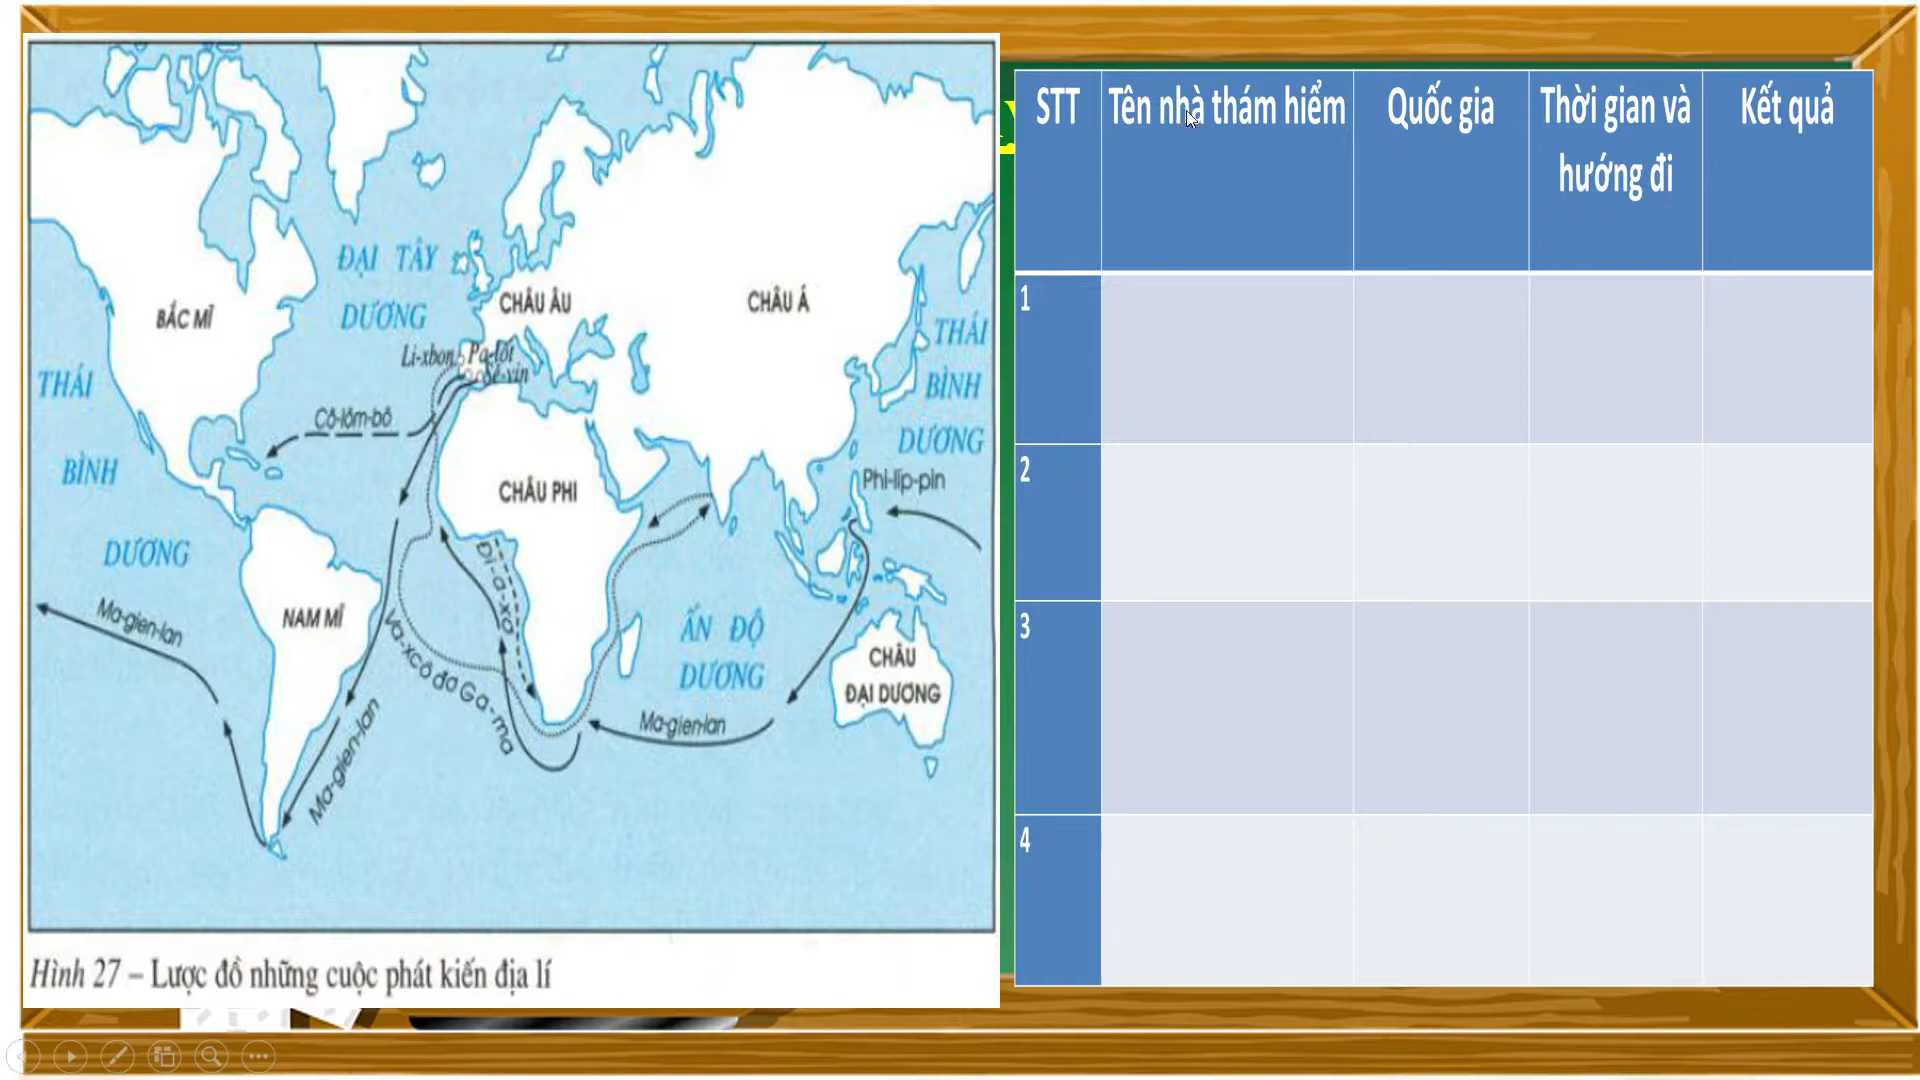 ĐẠI TÂY
DƯƠNG
BẮC MĨ
CHÂU ÂU
CHÂU Á
THÁI
BÌNH
DƯƠNG
Li-xbon
Pa-lốt
Sê-vin
THÁI
BÌNH
DƯƠNG
Cô-lôm-bô
CHÂU PHI
Phi-líp-pin
Đi-a-xơ
Ma-gien-lan
NAM MĨ
Va-xcô đơ Ga-ma
ẤN ĐỘ
DƯƠNG
CHÂU
ĐẠI DƯƠNG
Ma-gien-lan
Ma-gien-lan
Hình 27 – Lược đồ những cuộc phát kiến địa lí
STT Tên nhà thám hiểm Quốc gia Thời gian và hướng đi Kết quả
1
2
3
4